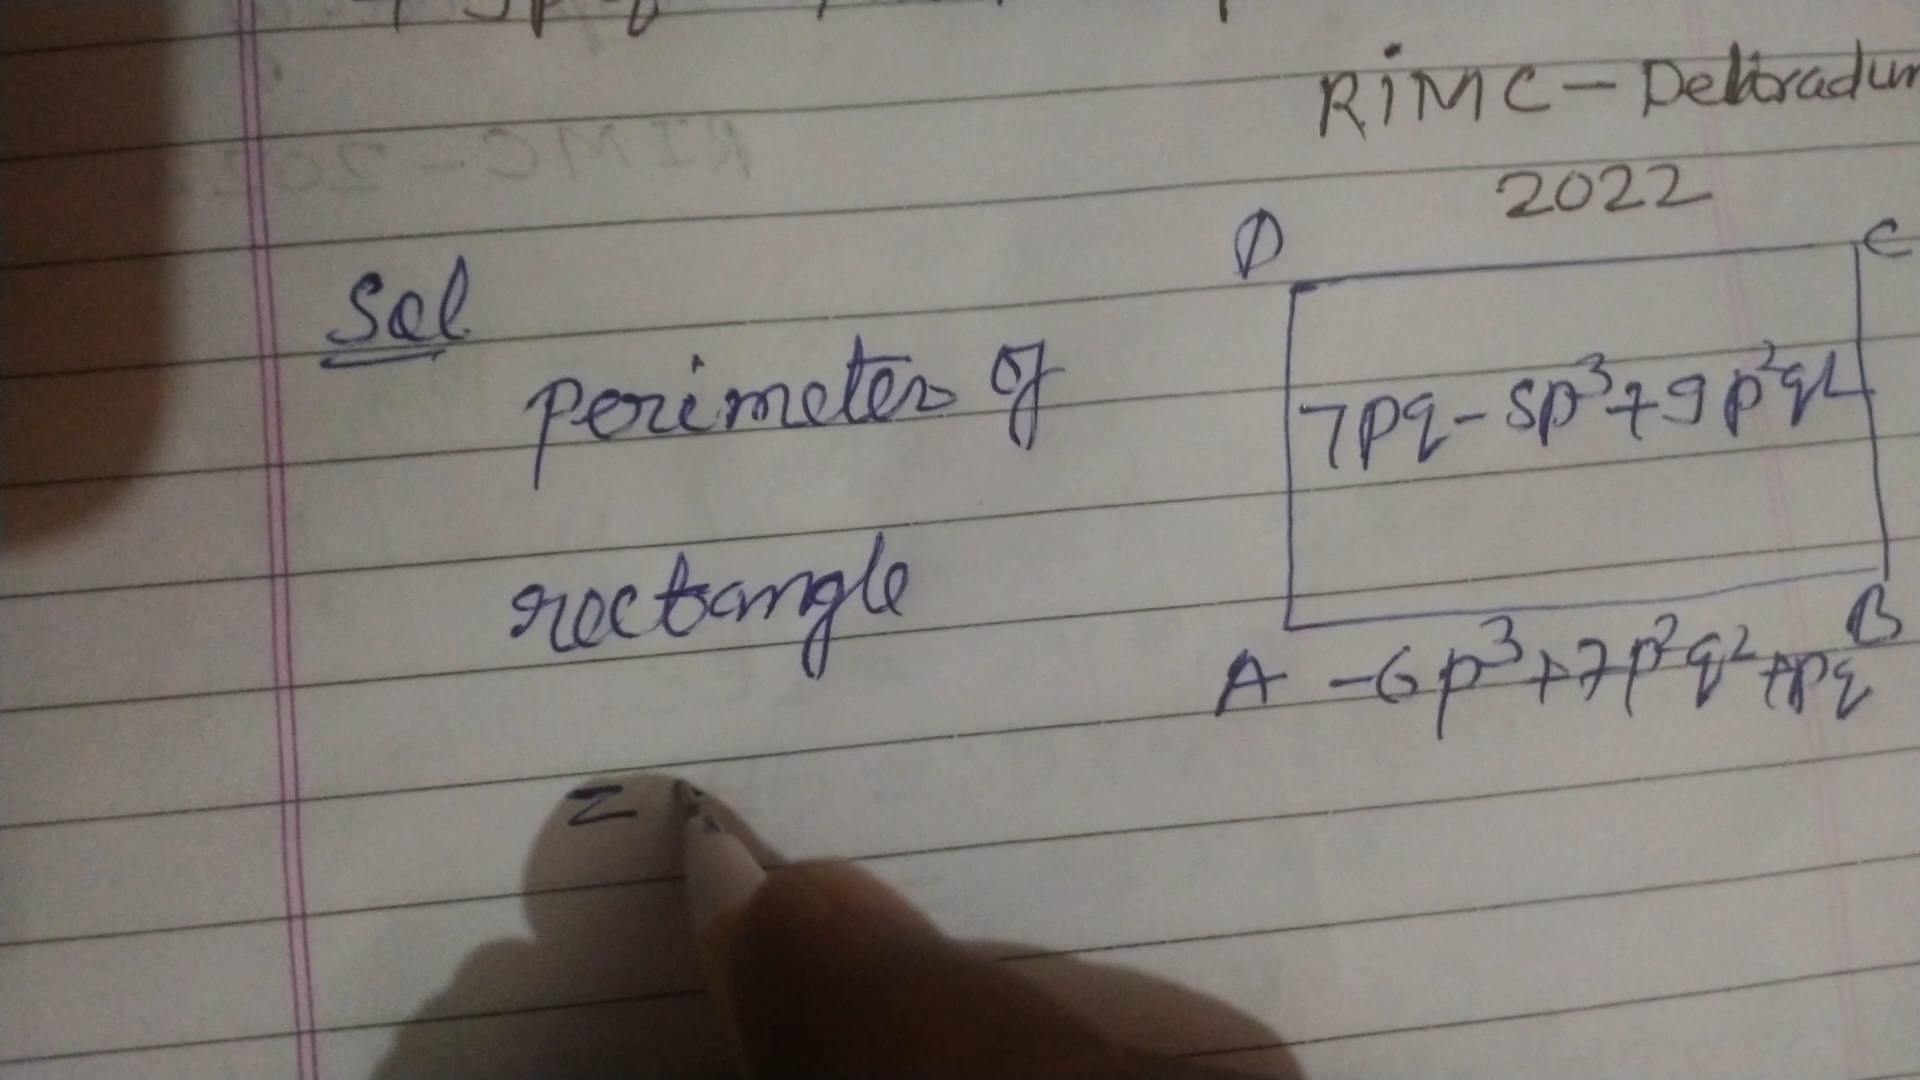 RIMC - Dehradun
2022
Sol
D
C
perimeter of
7pq - 5p³ + 9p²q²
rectangle
A
B
-6p³ + 7p²q² + pq
=